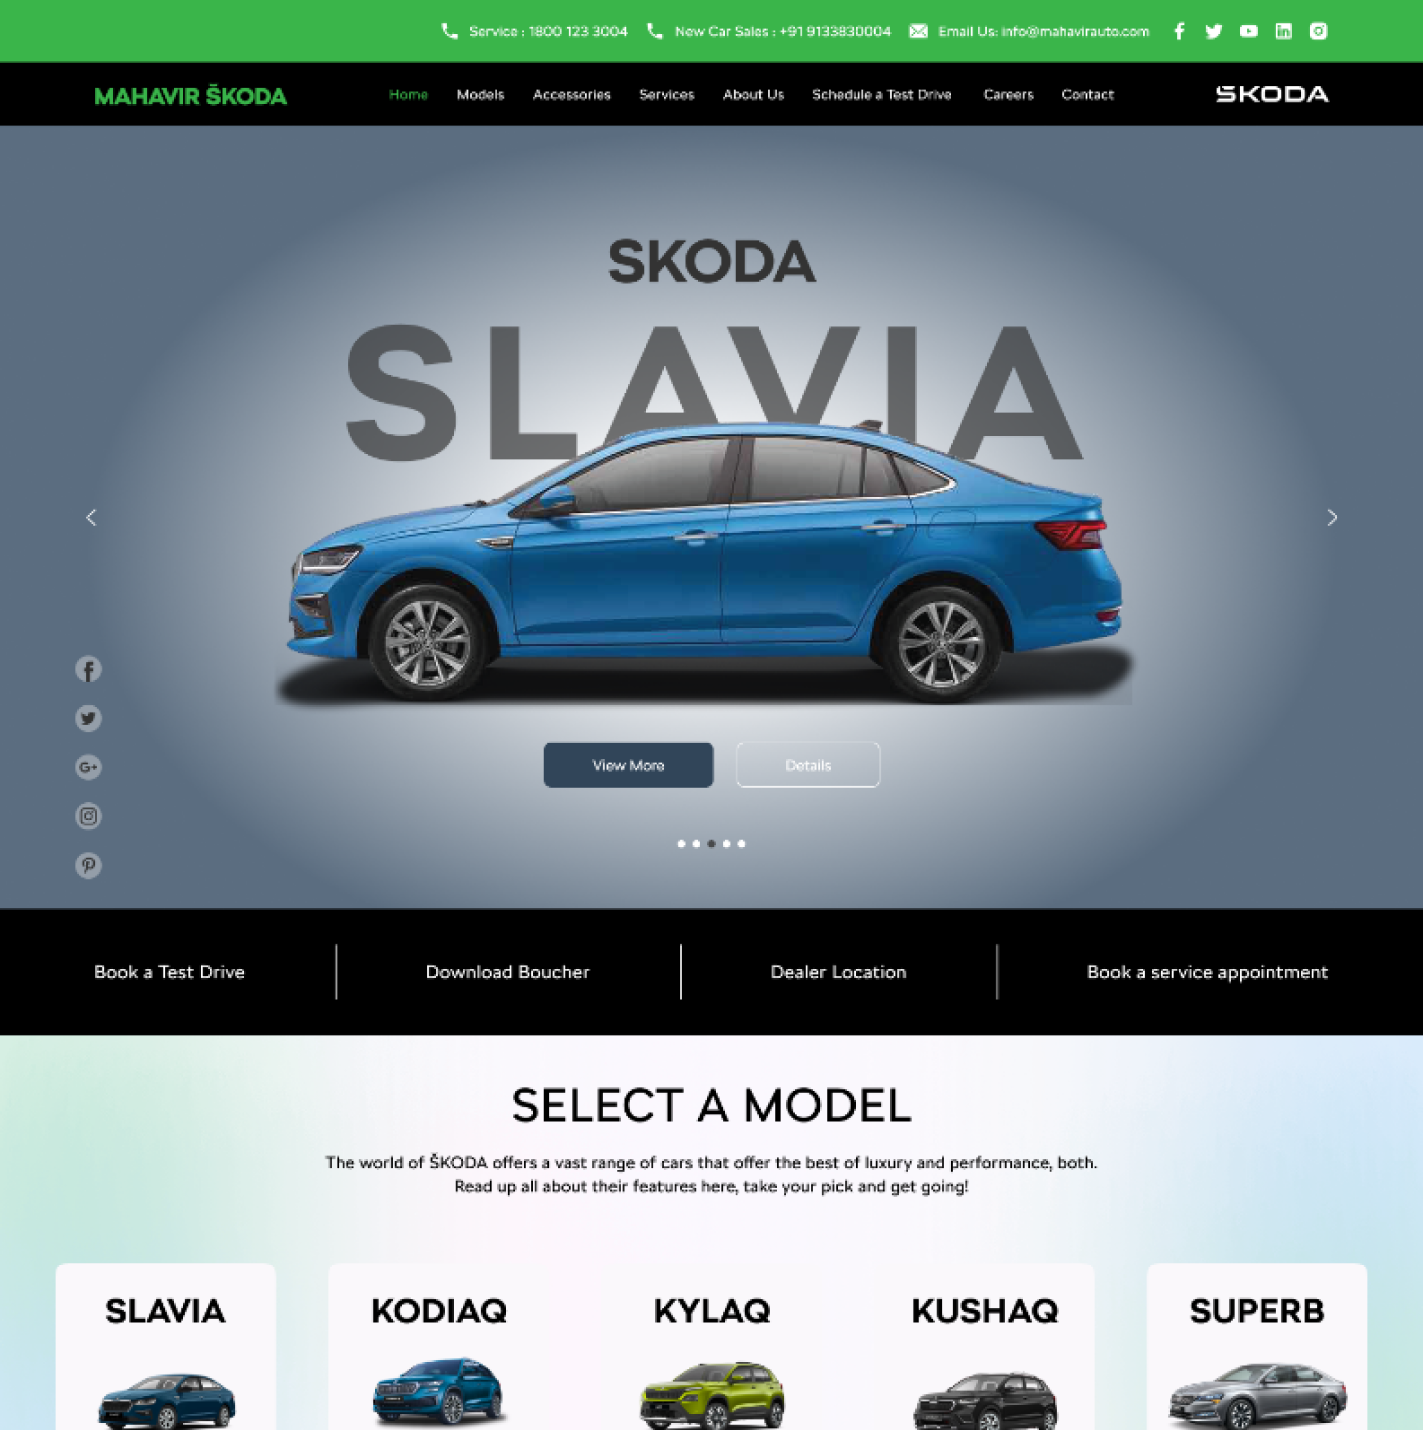 Service : 1800 123 3004 New Car Sales : +91 9133830004 Email Us: info@mahavirauto.com
MAHAVIR ŠKODA Home Models Accessories Services About Us Schedule a Test Drive Careers Contact SKODA
SKODA
SLAVIA
View More Details
Book a Test Drive Download Boucher Dealer Location Book a service appointment
SELECT A MODEL
The world of ŠKODA offers a vast range of cars that offer the best of luxury and performance, both.
Read up all about their features here, take your pick and get going!
SLAVIA KODIAQ KYLAQ KUSHAQ SUPERB